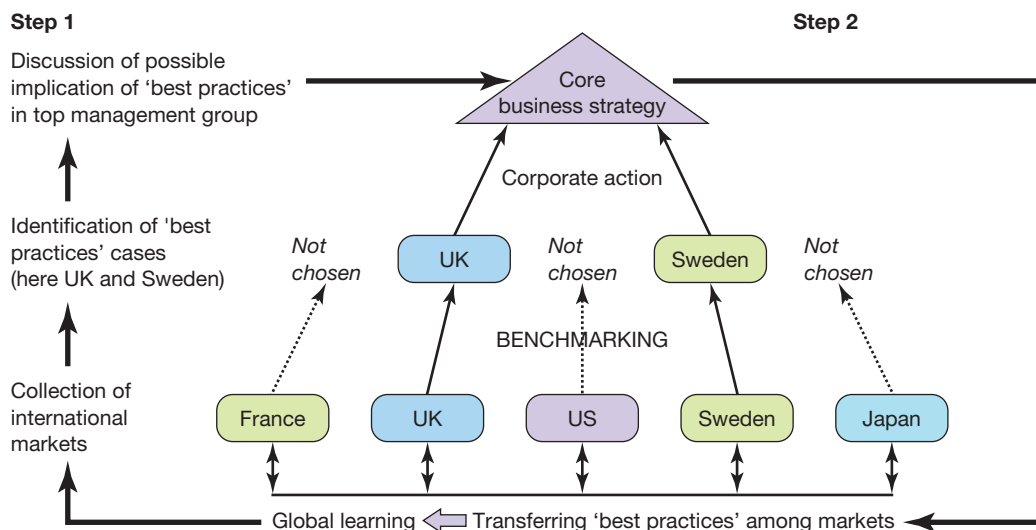 Step 1
Step 2
Discussion of possible
implication of ‘best practices’
in top management group
Core
business strategy
Corporate action
Identification of 'best
practices’ cases
(here UK and Sweden)
Not
chosen
UK
Not
chosen
Sweden
Not
chosen
BENCHMARKING
Collection of
international
markets
France
UK
US
Sweden
Japan
Global learning
Transferring ‘best practices’ among markets